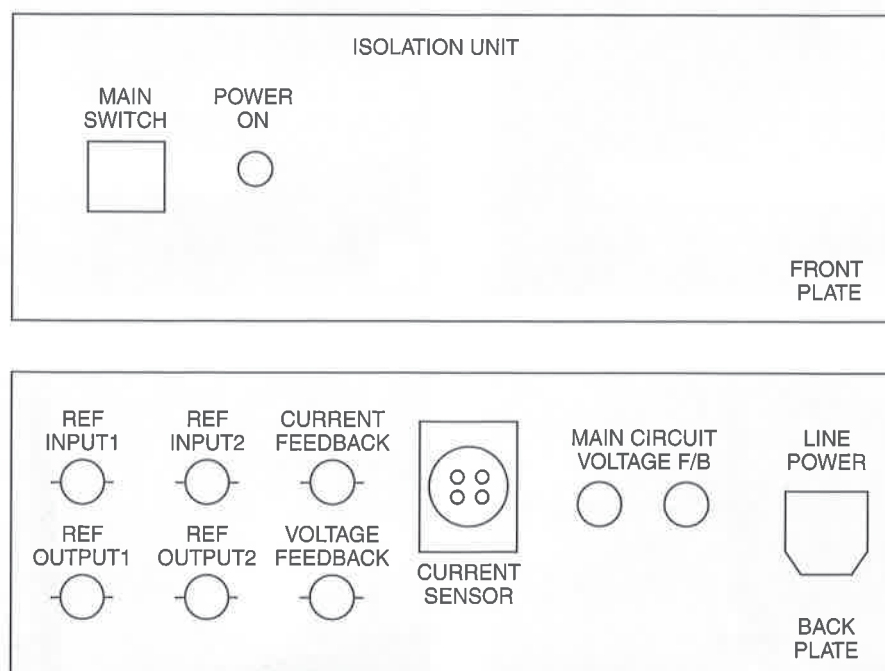 ISOLATION UNIT
MAIN
SWITCH
POWER
ON
FRONT
PLATE
REF
INPUT1
REF
INPUT2
CURRENT
FEEDBACK
MAIN CIRCUIT
VOLTAGE F/B
LINE
POWER
REF
OUTPUT1
REF
OUTPUT2
VOLTAGE
FEEDBACK
CURRENT
SENSOR
BACK
PLATE